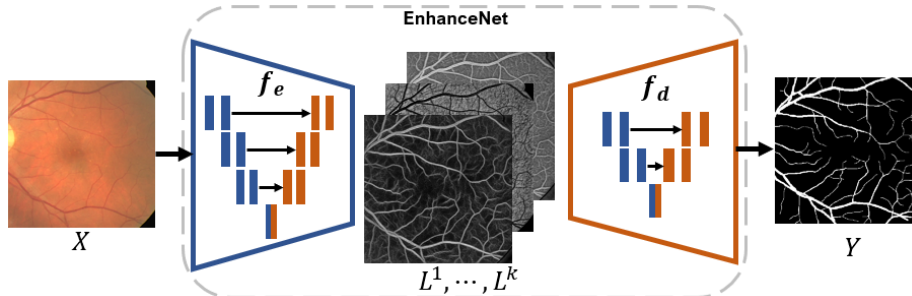 EnhanceNet
f_e
f_d
X
L^1, ⋯, L^k
Y